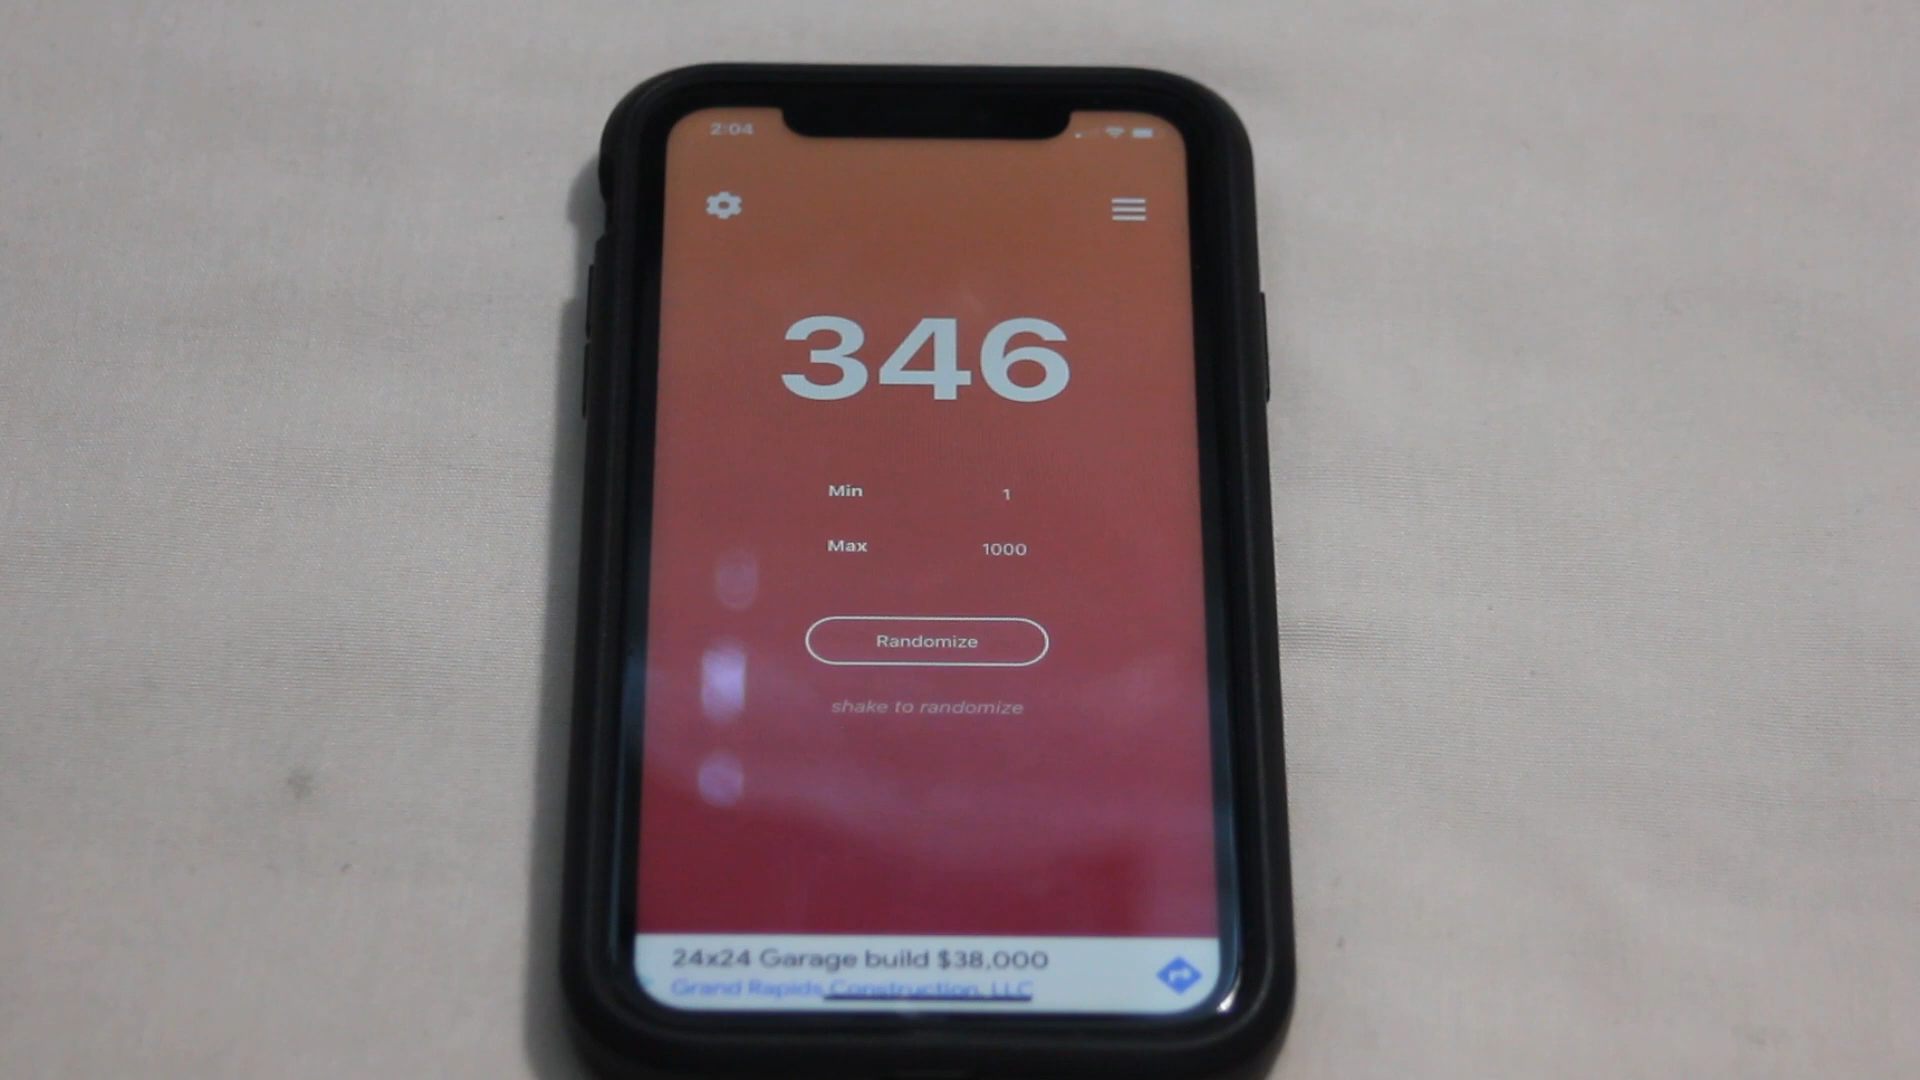 2:04
346
Min 1
Max 1000
Randomize
shake to randomize
24x24 Garage build $38,000
Grand Rapids Construction, LLC